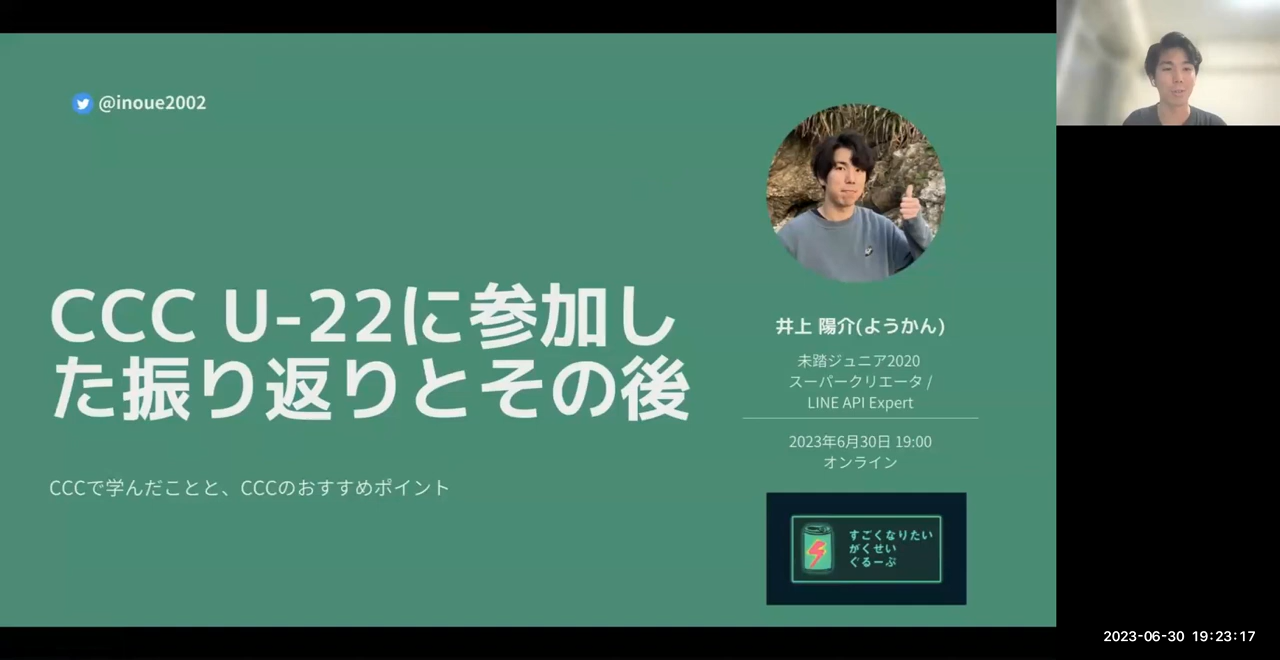 @inoue2002
CCC U-22に参加し
た振り返りとその後
CCCで学んだことと、CCCのおすすめポイント
井上 陽介(ようかん)
未踏ジュニア2020
スーパークリエータ /
LINE API Expert
2023年6月30日 19:00
オンライン
すごくなりたい
がくせい
ぐるーぷ
2023-06-30 19:23:17